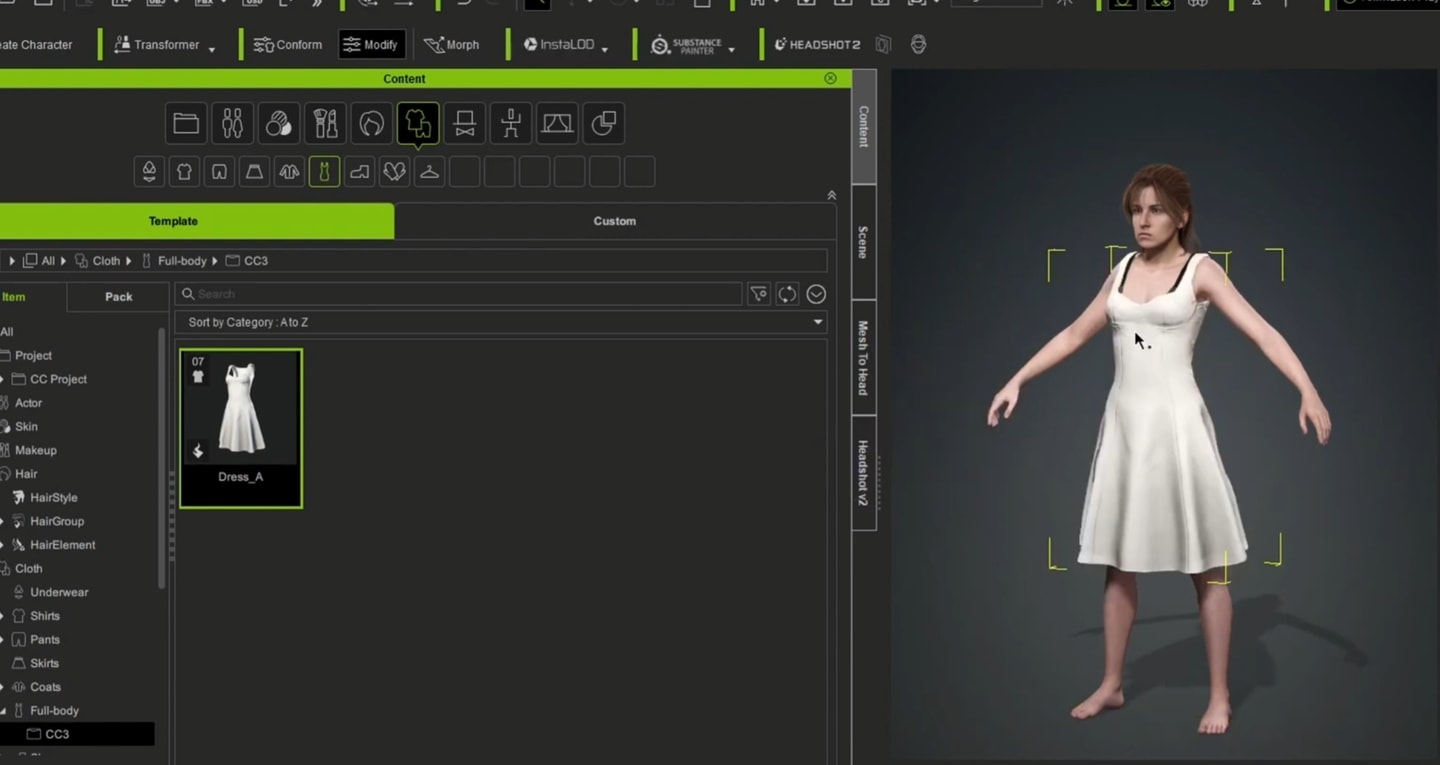 eate Character
Transformer
Conform
Modify
Morph
INSTALOD
SUBSTANCE PAINTER
HEADSHOT2
Content
Template
Custom
All
Cloth
Full-body
CC3
Item
Pack
Search
Sort by Category : A to Z
All
Project
CC Project
Actor
Skin
Makeup
Hair
HairStyle
HairGroup
HairElement
Cloth
Underwear
Shirts
Pants
Skirts
Coats
Full-body
CC3
07
Dress_A
Content
Scene
Mesh To Head
Headshot v2